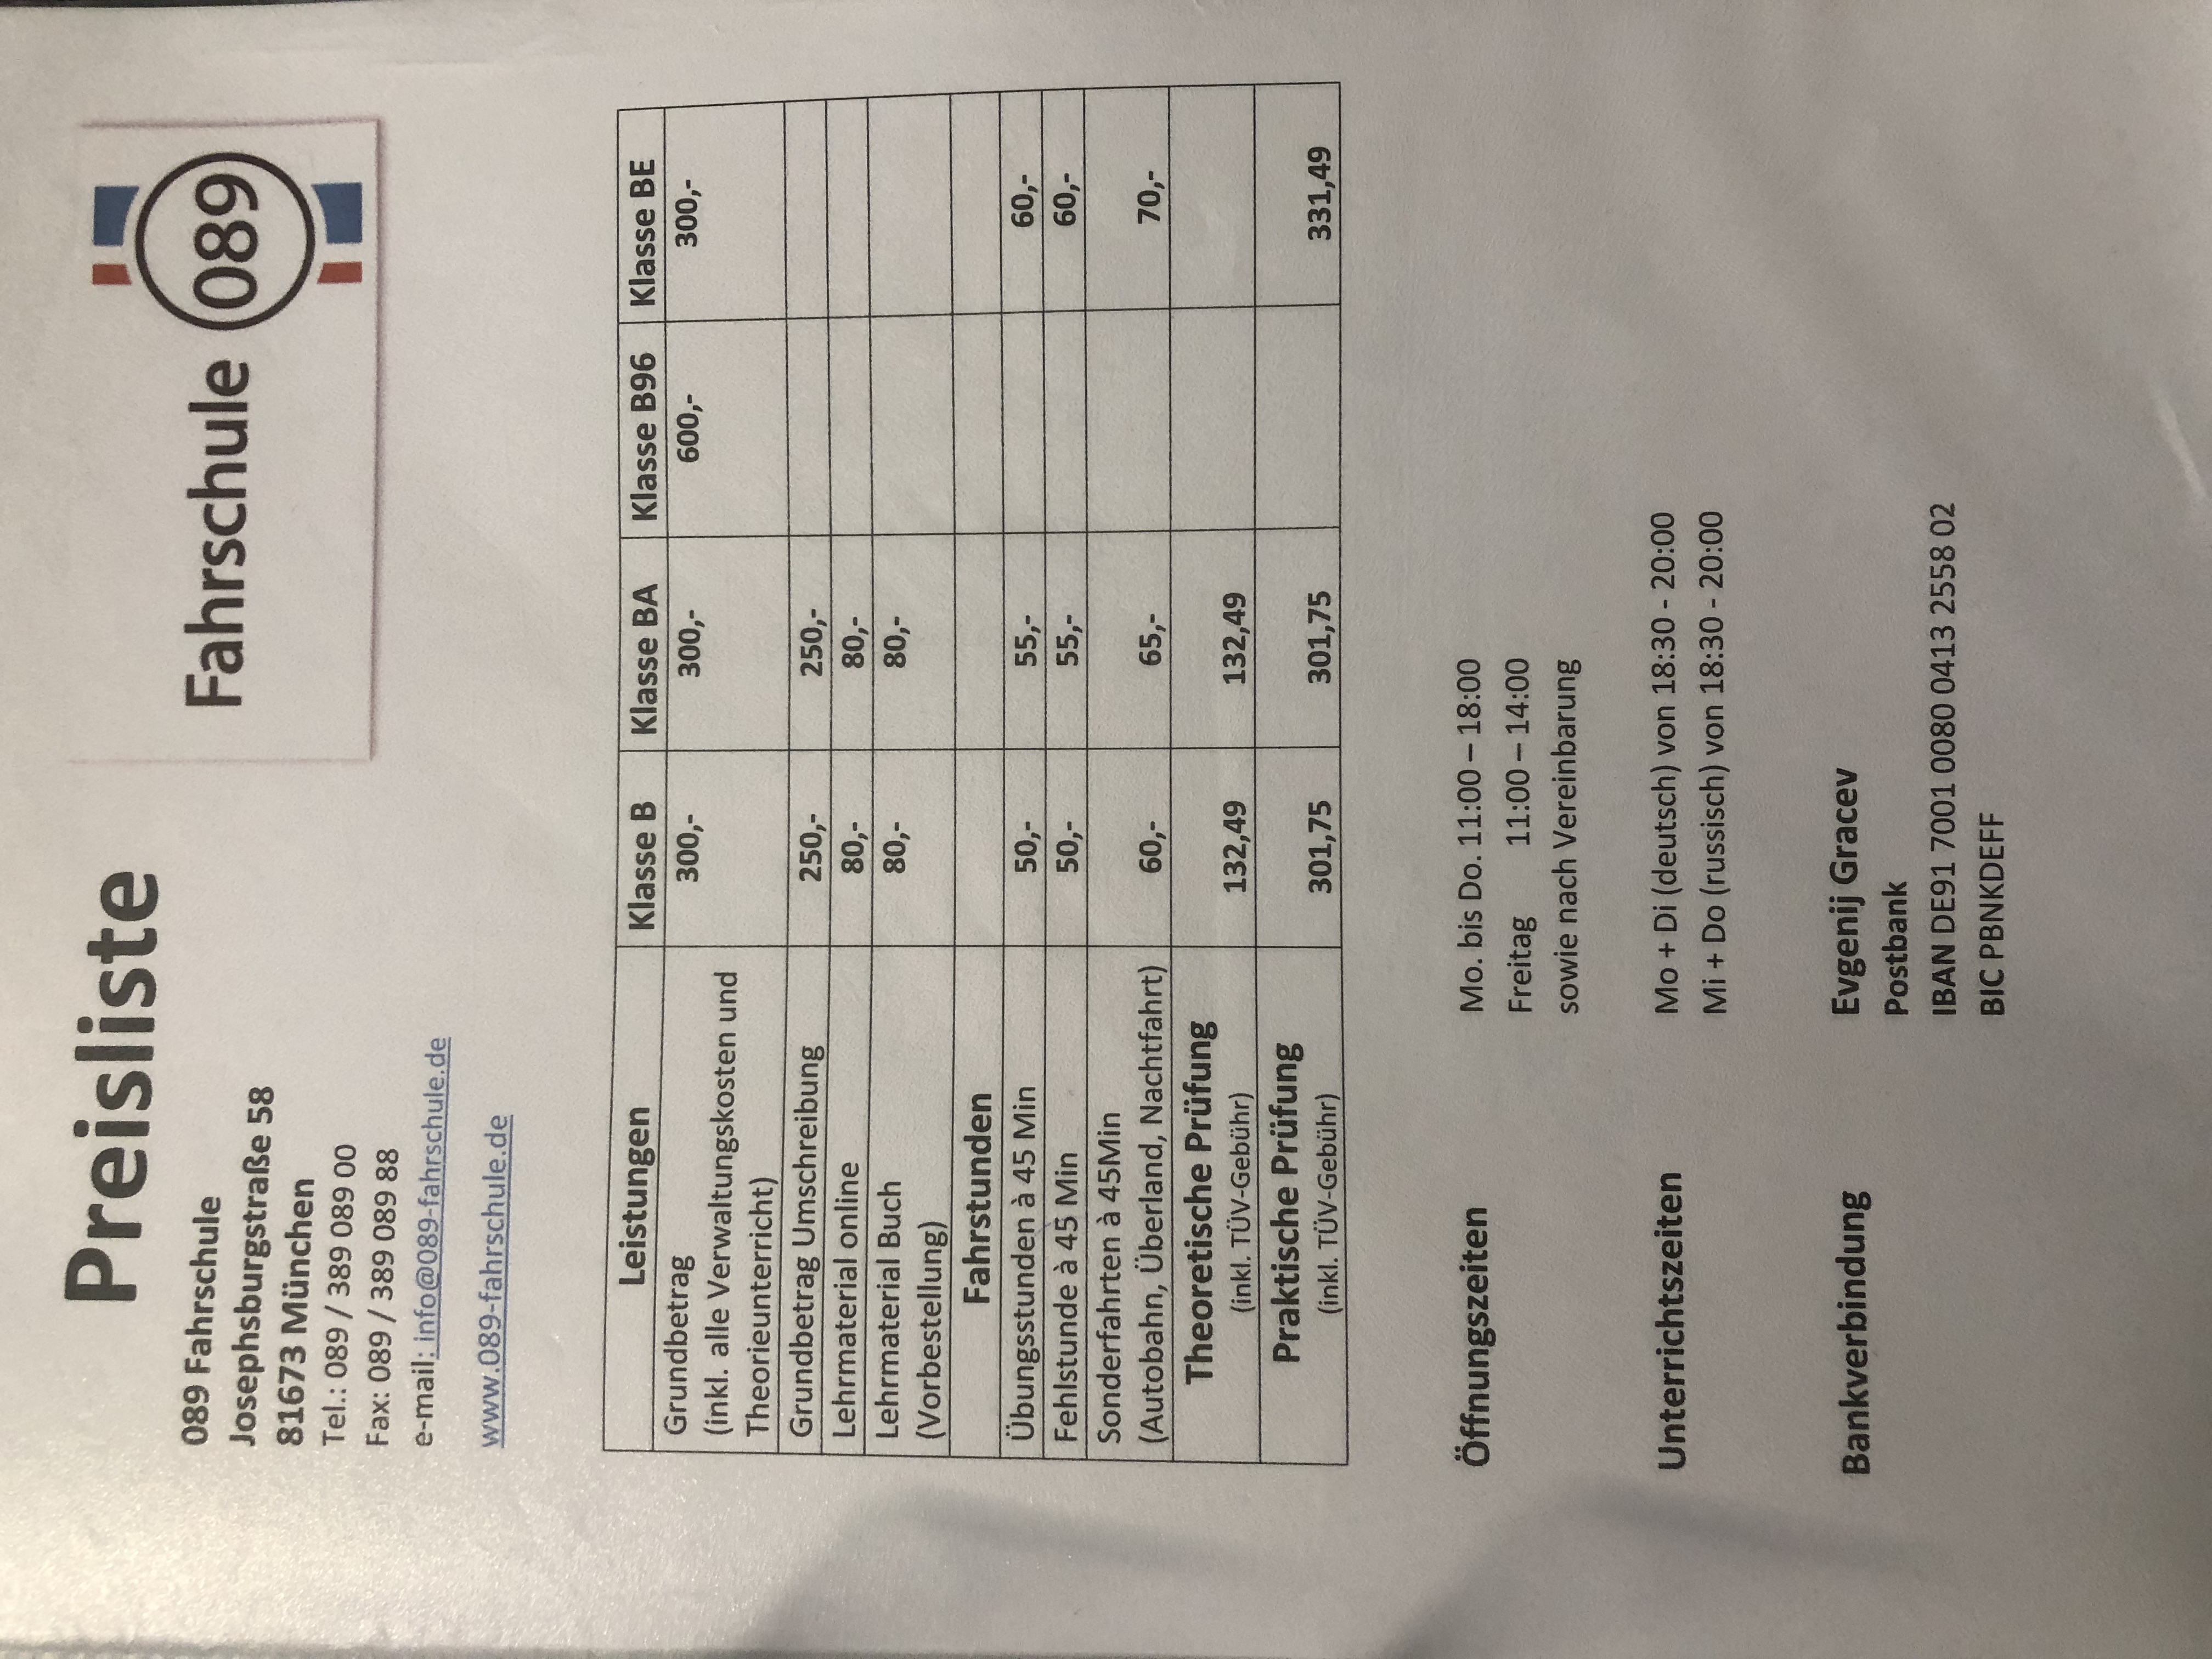 Preisliste
Fahrschule 089
089 Fahrschule
Josephsburgstraße 58
81673 München
Tel.: 089 / 389 089 00
Fax: 089 / 389 089 88
e-mail: info@089-fahrschule.de
www.089-fahrschule.de
Leistungen Klasse B Klasse BA Klasse B96 Klasse BE
Grundbetrag 300,- 300,- 600,- 300,-
(inkl. alle Verwaltungskosten und
Theorieunterricht)
Grundbetrag Umschreibung 250,- 250,-
Lehrmaterial online 80,- 80,-
Lehrmaterial Buch 80,- 80,-
(Vorbestellung)
Fahrstunden
Übungsstunden à 45 Min 50,- 55,- 60,-
Fehlstunde à 45 Min 50,- 55,- 60,-
Sonderfahrten à 45Min
(Autobahn, Überland, Nachtfahrt) 60,- 65,- 70,-
Theoretische Prüfung
(inkl. TÜV-Gebühr) 132,49 132,49
Praktische Prüfung
(inkl. TÜV-Gebühr) 301,75 301,75 331,49
Öffnungszeiten Mo. bis Do. 11:00 – 18:00
Freitag 11:00 – 14:00
sowie nach Vereinbarung
Unterrichtszeiten Mo + Di (deutsch) von 18:30 - 20:00
Mi + Do (russisch) von 18:30 - 20:00
Bankverbindung Evgenij Gracev
Postbank
IBAN DE91 7001 0080 0413 2558 02
BIC PBNKDEFF